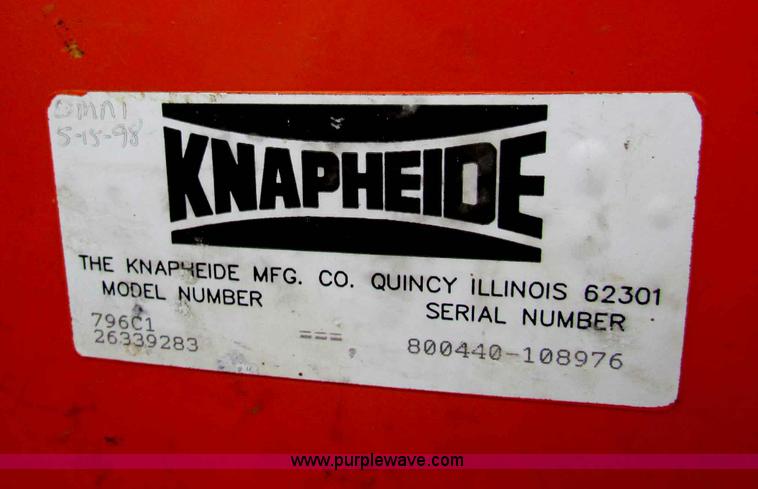 OMNI
5-15-98
KNAPHEIDE
THE KNAPHEIDE MFG. CO. QUINCY ILLINOIS 62301
MODEL NUMBER SERIAL NUMBER
796C1
26339283 === 800440-108976
www.purplewave.com